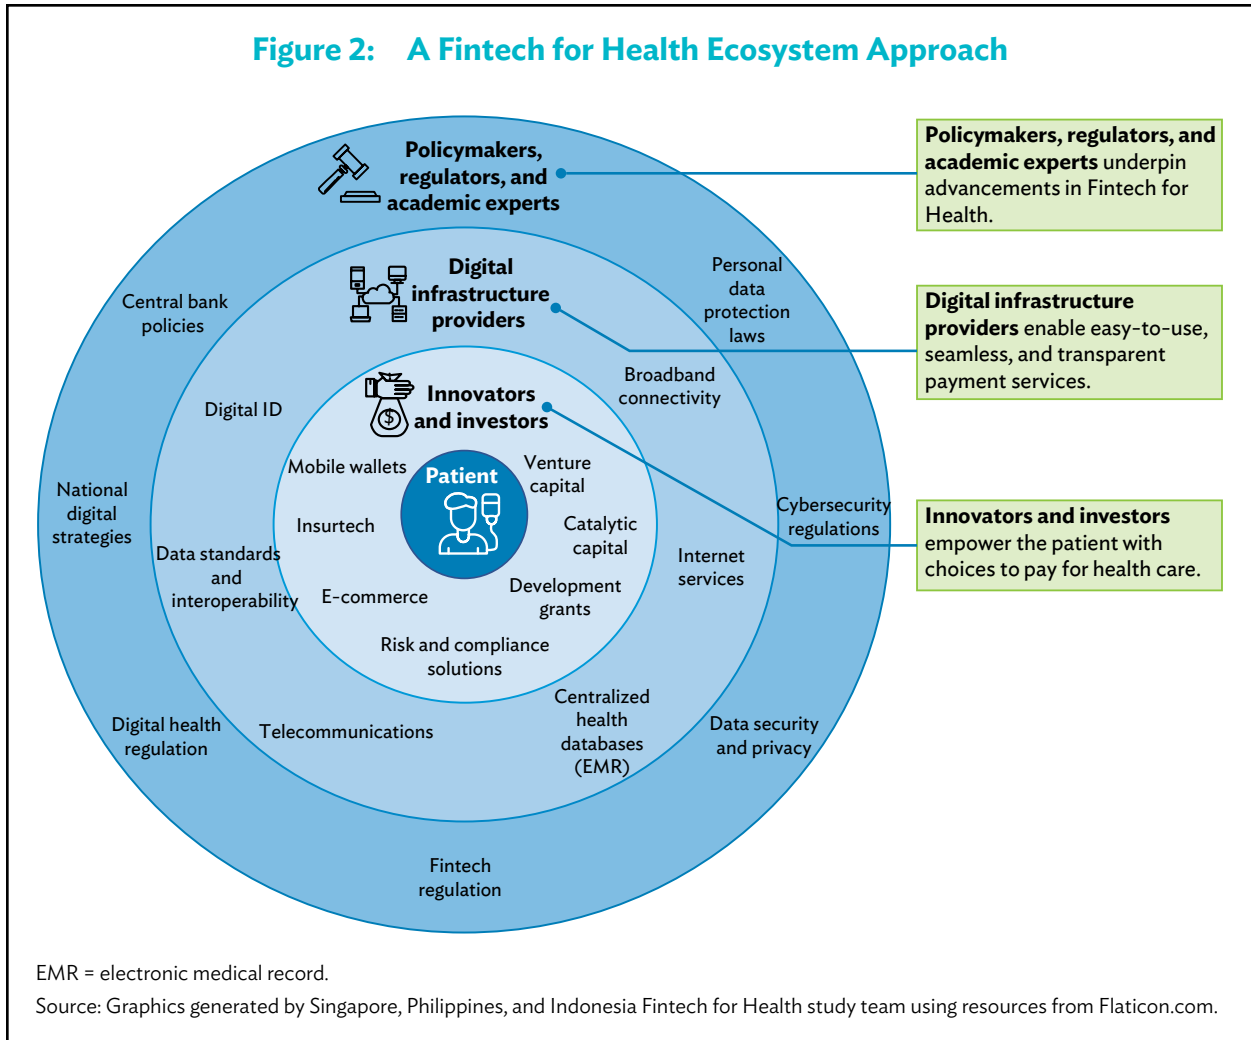 Figure 2: A Fintech for Health Ecosystem Approach
Policymakers,
regulators, and
academic experts
Central bank
policies
Personal
data
protection
laws
National
digital
strategies
Cybersecurity
regulations
Digital health
regulation
Data security
and privacy
Fintech
regulation
Digital
infrastructure
providers
Digital ID
Broadband
connectivity
Data standards
and
interoperability
Internet
services
Telecommunications
Centralized
health
databases
(EMR)
Innovators
and investors
$
Mobile wallets
Venture
capital
Insurtech
Catalytic
capital
E-commerce
Development
grants
Risk and compliance
solutions
Patient
Policymakers, regulators, and
academic experts underpin
advancements in Fintech for
Health.
Digital infrastructure
providers enable easy-to-use,
seamless, and transparent
payment services.
Innovators and investors
empower the patient with
choices to pay for health care.
EMR = electronic medical record.
Source: Graphics generated by Singapore, Philippines, and Indonesia Fintech for Health study team using resources from Flaticon.com.